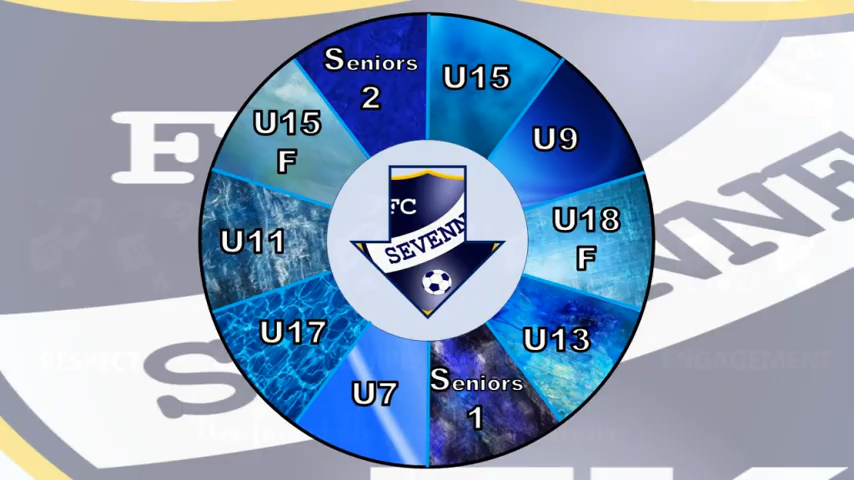 Seniors
2
U15
U15
F
U9
U11
U18
F
U17
U13
U7
Seniors
1
FC
SEVENN
RESPECT
ENGAGEMENT